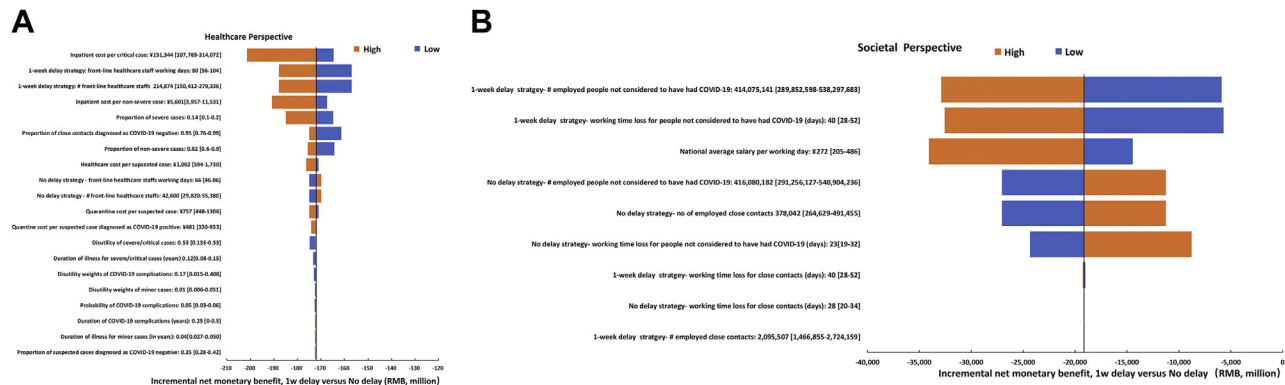 A
Healthcare Perspective
High
Low
Inpatient cost per critical case: ¥151,344 [107,769-314,072]
1-week delay strategy: front-line healthcare staff working days: 80 [56-104]
1-week delay strategy: # front-line healthcare staffs 214,874 [150,412-279,336]
Inpatient cost per non-severe case: ¥5,601[3,957-11,531]
Proportion of severe cases: 0.14 [0.1-0.2]
Proportion of close contacts diagnosed as COVID-19 negative: 0.95 [0.76-0.99]
Proportion of non-severe cases: 0.82 [0.6-0.9]
Healthcare cost per supsected case: ¥1,002 [594-1,730]
No delay strategy - front-line healthcare staffs working days: 66 [46-86]
No delay strategy - # front-line healthcare staffs: 42,600 [29,820-55,380]
Quarantine cost per suspected case: ¥757 [448-1306]
Quantine cost per suspected case diagnosed as COVID-19 positive: ¥481 [320-933]
Disutility of severe/critical cases: 0.53 [0.133-0.53]
Duration of illness for severe/critical cases (years) 0.12[0.08-0.15]
Disutility weights of COVID-19 complications: 0.17 [0.015-0.408]
Disutility weights of minor cases: 0.01 [0.006-0.051]
Probability of COVID-19 complications: 0.05 [0.03-0.06]
Duration of COVID-19 complications (years): 0.25 [0-0.5]
Duration of illness for minor cases (in years): 0.04[0.027-0.050]
Proportion of suspected cases diagnosed as COVID-19 negative: 0.35 [0.28-0.42]
-210 -200 -190 -180 -170 -160 -150 -140 -130 -120
Incremental net monetary benefit, 1w delay versus No delay (RMB, million)
B
Societal Perspective
High
Low
1-week delay stratgey- # employed people not considered to have had COVID-19: 414,075,141 [289,852,598-538,297,683]
1-week delay stratgey- working time loss for people not considered to have had COVID-19 (days): 40 [28-52]
National average salary per working day: ¥272 [205-486]
No delay strategy- # employed people not considered to have had COVID-19: 416,080,182 [291,256,127-540,904,236]
No delay strategy- no of employed close contacts 378,042 [264,629-491,455]
No delay strategy- working time loss for people not considered to have had COVID-19 (days): 23[19-32]
1-week delay stratgey- working time loss for close contacts (days): 40 [28-52]
No delay strategy- working time loss for close contacts (days): 28 [20-34]
1-week delay stratgey- # employed close contacts: 2,095,507 [1,466,855-2,724,159]
-40,000 -35,000 -30,000 -25,000 -20,000 -15,000 -10,000 -5,000 0
Incremental net monetary benefit, 1w delay versus No delay (RMB, million)